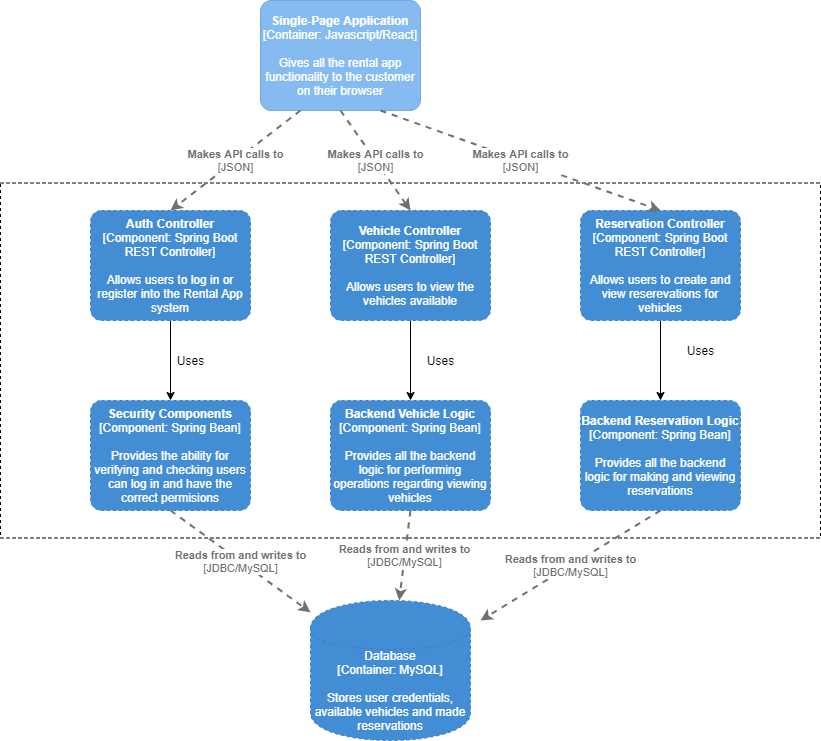 Single-Page Application
[Container: Javascript/React]
Gives all the rental app
functionality to the customer
on their browser
Makes API calls to
[JSON]
Makes API calls to
[JSON]
Makes API calls to
[JSON]
Auth Controller
[Component: Spring Boot
REST Controller]
Allows users to log in or
register into the Rental App
system
Vehicle Controller
[Component: Spring Boot
REST Controller]
Allows users to view the
vehicles available
Reservation Controller
[Component: Spring Boot
REST Controller]
Allows users to create and
view reserevations for
vehicles
Uses
Uses
Uses
Security Components
[Component: Spring Bean]
Provides the ability for
verifying and checking users
can log in and have the
correct permisions
Backend Vehicle Logic
[Component: Spring Bean]
Provides all the backend
logic for performing
operations regarding viewing
vehicles
Backend Reservation Logic
[Component: Spring Bean]
Provides all the backend
logic for making and viewing
reservations
Reads from and writes to
[JDBC/MySQL]
Reads from and writes to
[JDBC/MySQL]
Reads from and writes to
[JDBC/MySQL]
Database
[Container: MySQL]
Stores user credentials,
available vehicles and made
reservations